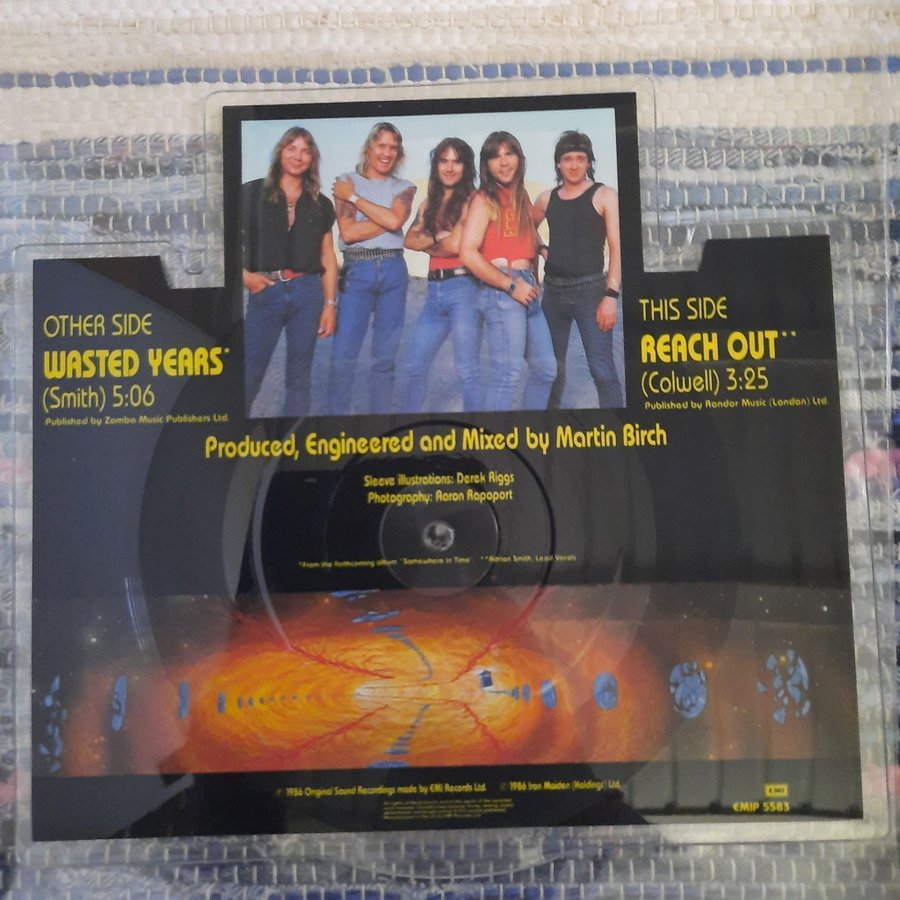 OTHER SIDE
WASTED YEARS*
(Smith) 5:06
Published by Zomba Music Publishers Ltd.
THIS SIDE
REACH OUT**
(Colwell) 3:25
Published by Rondor Music (London) Ltd.
Produced, Engineered and Mixed by Martin Birch
Sleeve illustrations: Derek Riggs
Photography: Aaron Rapoport
*From the forthcoming album "Somewhere in Time" **Adrian Smith, Lead Vocals
℗ 1986 Original Sound Recordings made by EMI Records Ltd. © 1986 Iron Maiden (Holdings) Ltd.
EMI
EMIP 5583